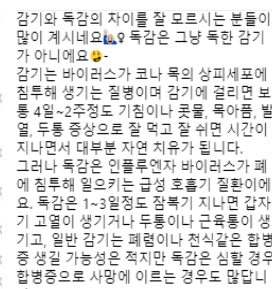 감기와 독감의 차이를 잘 모르시는 분들이
많이 계시네요🤷🏼‍♀ 독감은 그냥 독한 감기
가 아니에요😲-
감기는 바이러스가 코나 목의 상피세포에
침투해 생기는 질병이며 감기에 걸리면 보
통 4일~2주정도 기침이나 콧물, 목아픔, 발
열, 두통 증상으로 잘 먹고 잘 쉬면 시간이
지나면서 대부분 자연 치유가 됩니다.
그러나 독감은 인플루엔자 바이러스가 폐
에 침투해 일으키는 급성 호흡기 질환이에
요. 독감은 1~3일정도 잠복기 지나면 갑자
기 고열이 생기거나 두통이나 근육통이 생
기고, 일반 감기는 폐렴이나 천식같은 합병
증 생길 가능성은 적지만 독감은 심할 경우
합병증으로 사망에 이르는 경우도 많답니